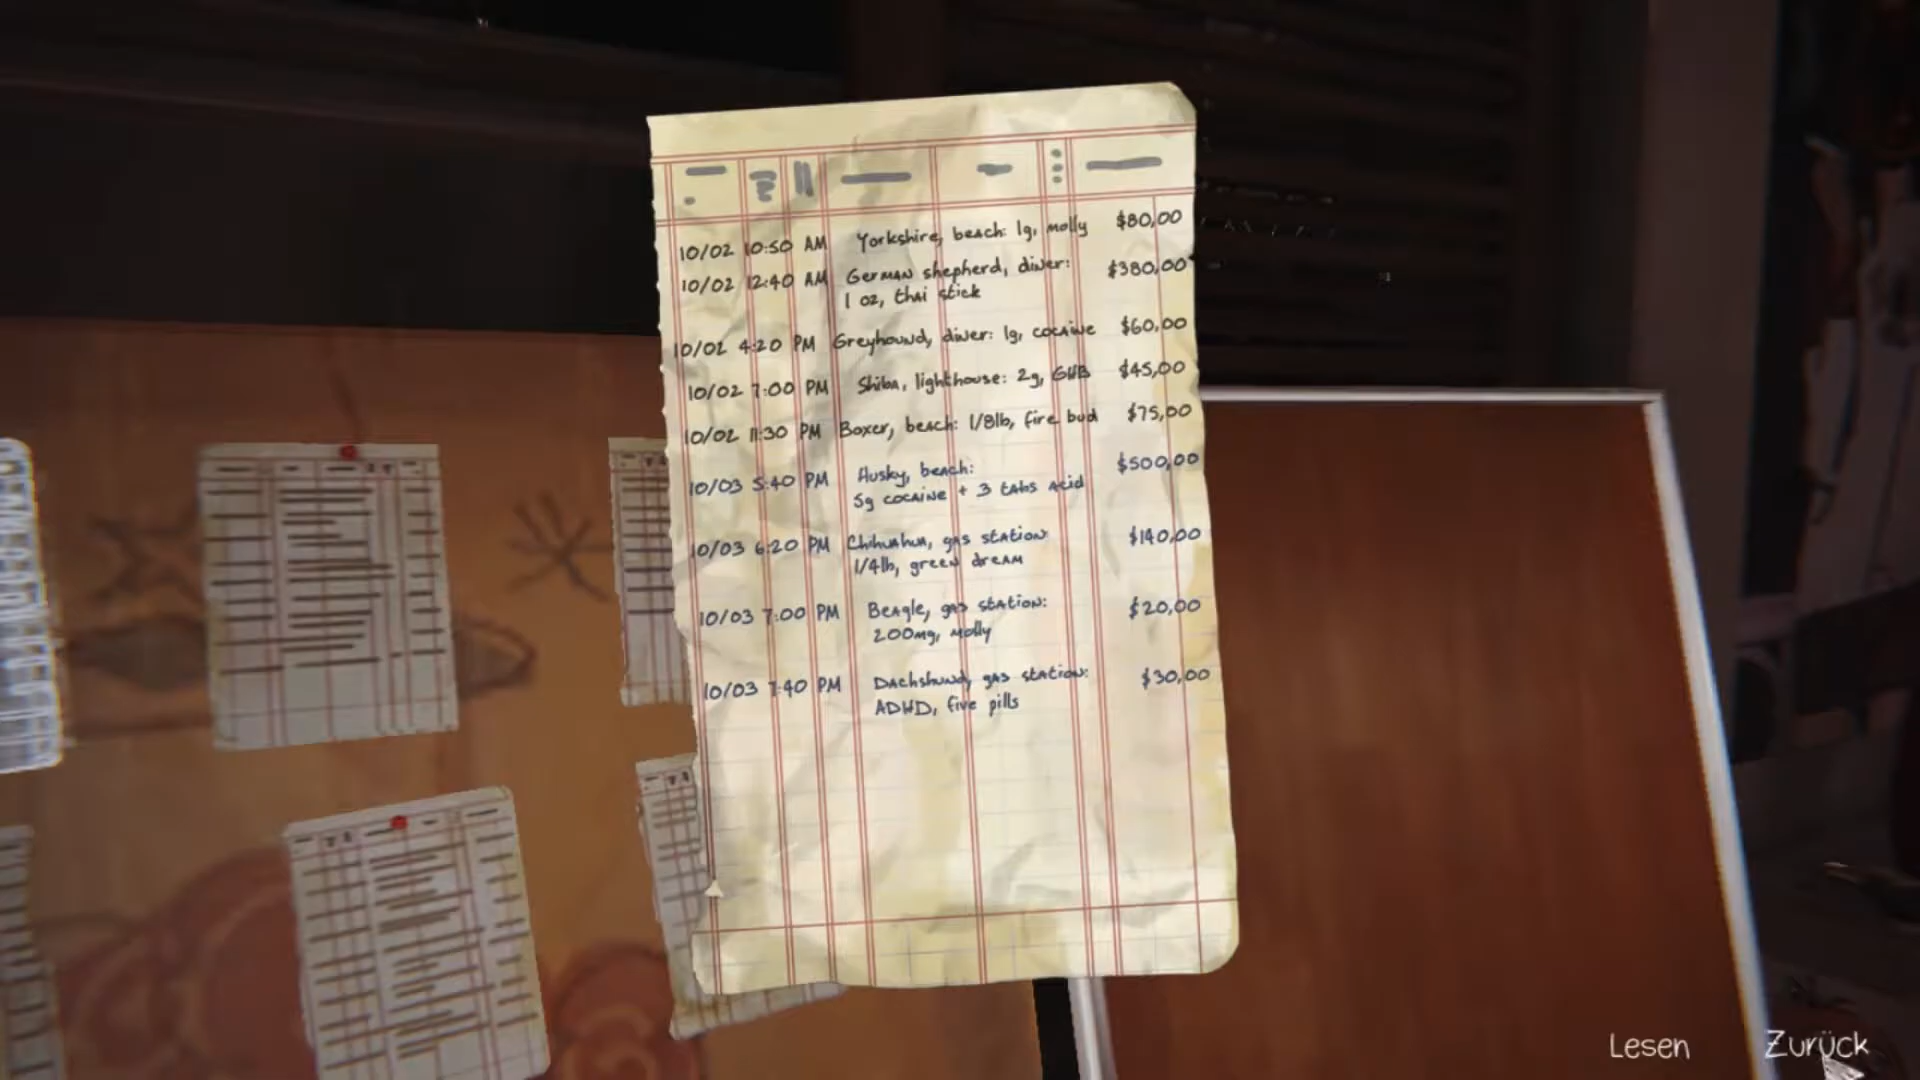 10/02 10:50 AM Yorkshire, beach: 1g, molly $80,00
10/02 12:40 AM German shepherd, diner: $380,00
1 oz, thai stick
10/02 4:20 PM Greyhound, diner: 1g, cocaine $60,00
10/02 7:00 PM Shiba, lighthouse: 2g, GHB $45,00
10/02 11:30 PM Boxer, beach: 1/8lb, fire bud $75,00
10/03 5:40 PM Husky, beach: $500,00
5g cocaine + 3 tabs acid
10/03 6:20 PM Chihuahua, gas station: $140,00
1/4lb, green dream
10/03 7:00 PM Beagle, gas station: $20,00
200mg, molly
10/03 7:40 PM Dachshund, gas station: $30,00
ADHD, five pills
Lesen Zurück